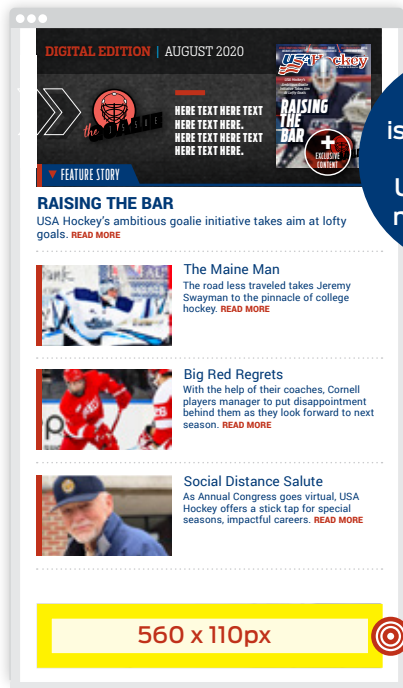 DIGITAL EDITION | AUGUST 2020
USA Hockey
RAISING
THE
BAR
+
EXCLUSIVE
CONTENT
the
HERE TEXT HERE TEXT
HERE TEXT HERE.
HERE TEXT HERE TEXT
HERE TEXT HERE.
FEATURE STORY
RAISING THE BAR
USA Hockey's ambitious goalie initiative takes aim at lofty
goals. READ MORE
The Maine Man
The road less traveled takes Jeremy
Swayman to the pinnacle of college
hockey. READ MORE
Big Red Regrets
With the help of their coaches, Cornell
players manager to put disappointment
behind them as they look forward to next
season. READ MORE
Social Distance Salute
As Annual Congress goes virtual, USA
Hockey offers a stick tap for special
seasons, impactful careers. READ MORE
560 x 110px
is